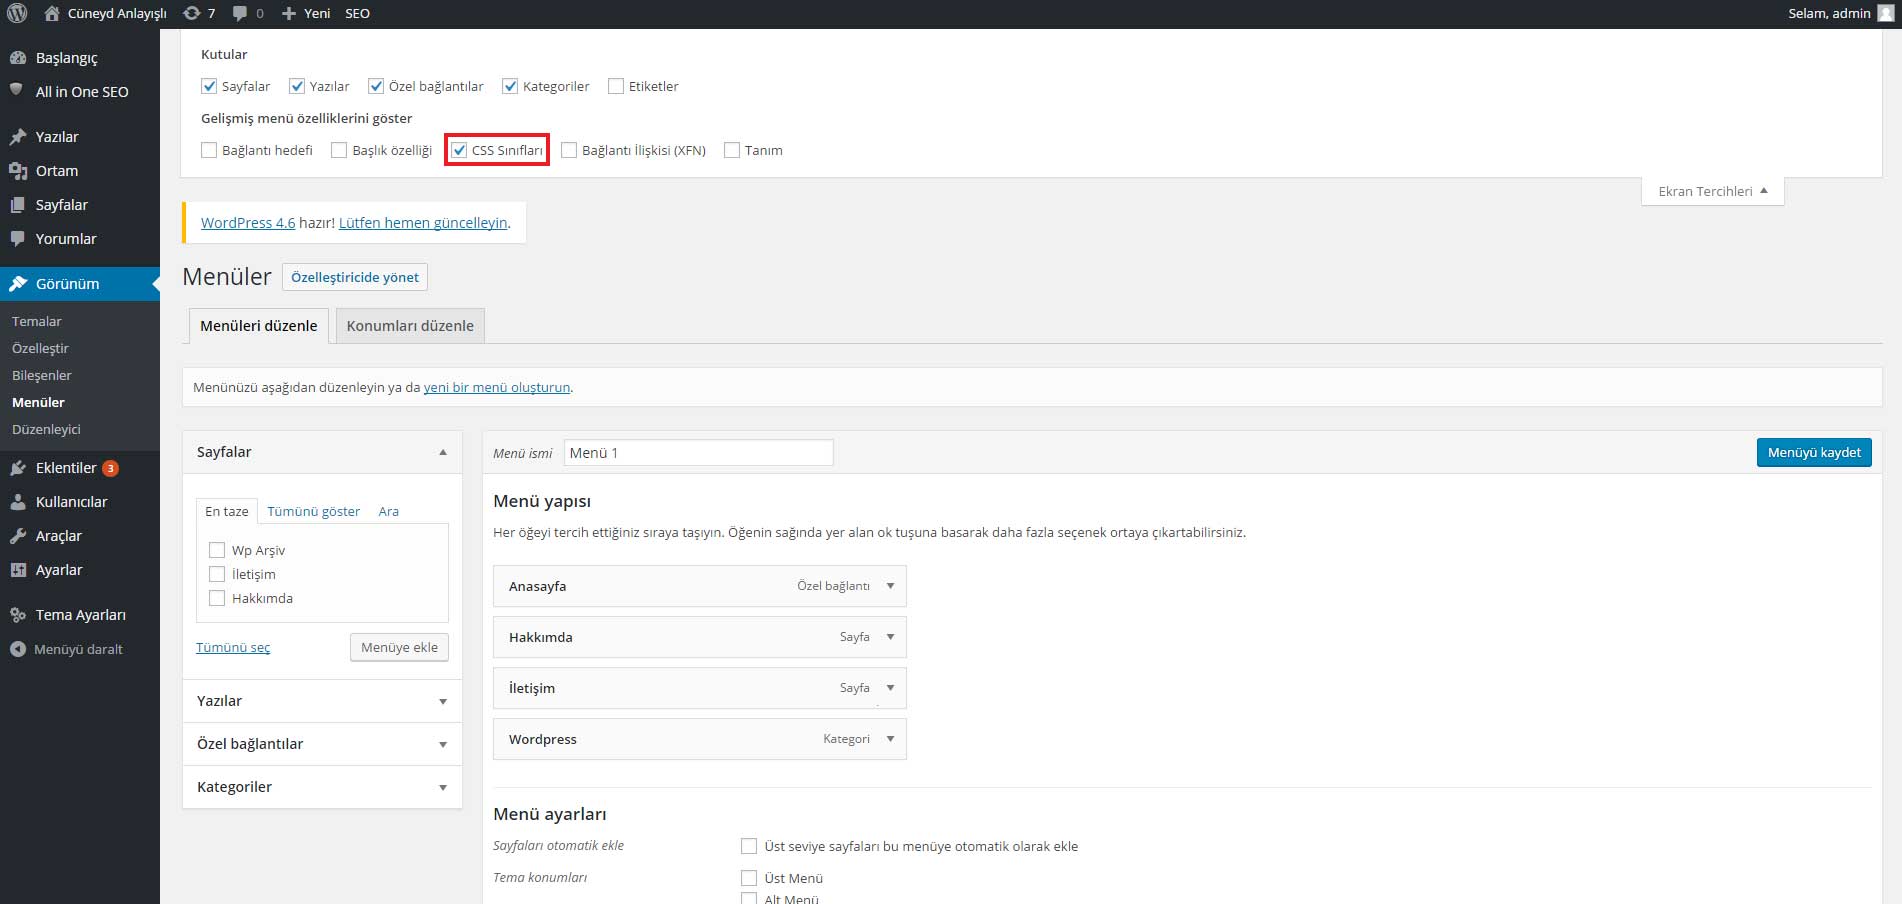 Cüneyd Anlayışlı 7 0 Yeni SEO Selam, admin
Başlangıç
All in One SEO
Yazılar
Ortam
Sayfalar
Yorumlar
Görünüm
Temalar
Özelleştir
Bileşenler
Menüler
Düzenleyici
Eklentiler 3
Kullanıcılar
Araçlar
Ayarlar
Tema Ayarları
Menüyü daralt
Kutular
Sayfalar Yazılar Özel bağlantılar Kategoriler Etiketler
Gelişmiş menü özelliklerini göster
Bağlantı hedefi Başlık özelliği CSS Sınıfları Bağlantı İlişkisi (XFN) Tanım
Ekran Tercihleri
WordPress 4.6 hazır! Lütfen hemen güncelleyin.
Menüler Özelleştiricide yönet
Menüleri düzenle Konumları düzenle
Menünüzü aşağıdan düzenleyin ya da yeni bir menü oluşturun.
Sayfalar
En taze Tümünü göster Ara
Wp Arşiv
İletişim
Hakkımda
Tümünü seç Menüye ekle
Yazılar
Özel bağlantılar
Kategoriler
Menü ismi Menü 1 Menüyü kaydet
Menü yapısı
Her öğeyi tercih ettiğiniz sıraya taşıyın. Öğenin sağında yer alan ok tuşuna basarak daha fazla seçenek ortaya çıkartabilirsiniz.
Anasayfa Özel bağlantı
Hakkımda Sayfa
İletişim Sayfa
Wordpress Kategori
Menü ayarları
Sayfaları otomatik ekle Üst seviye sayfaları bu menüye otomatik olarak ekle
Tema konumları Üst Menü
Alt Menü